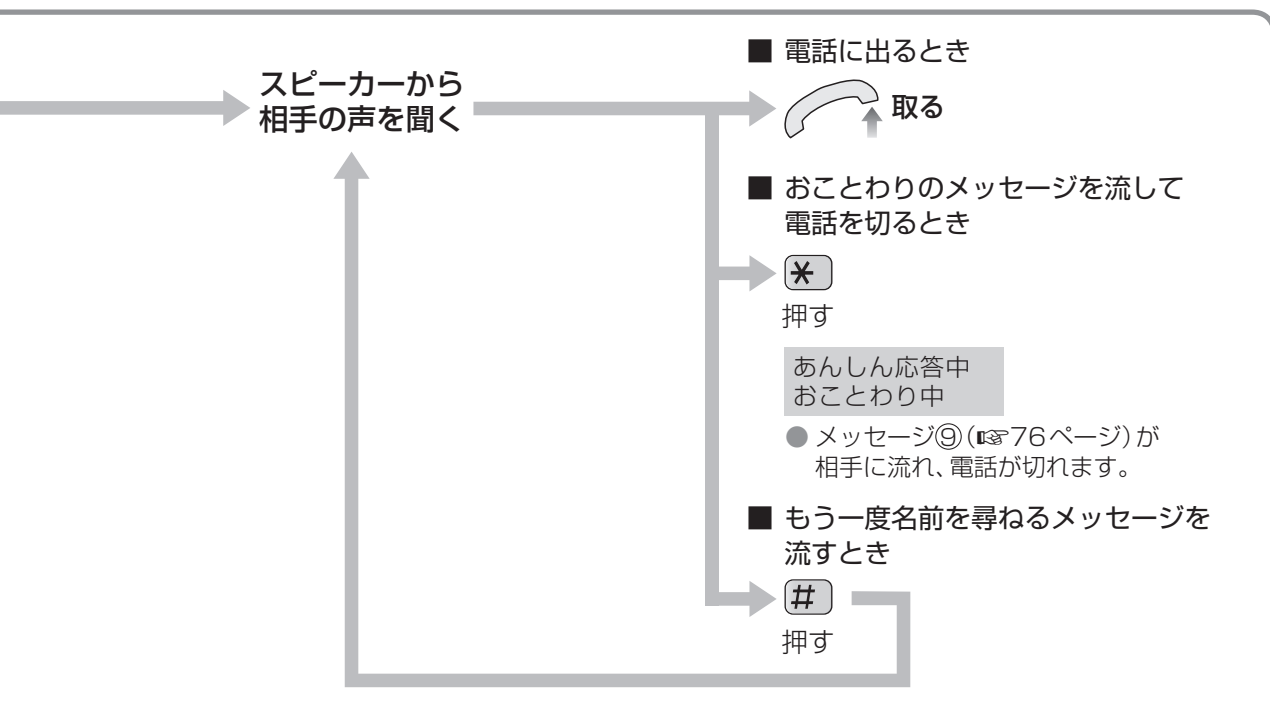 スピーカーから
相手の声を聞く
■ 電話に出るとき
取る
■ おことわりのメッセージを流して
電話を切るとき
＊
押す
あんしん応答中
おことわり中
● メッセージ⑨(☞76ページ)が
相手に流れ、電話が切れます。
■ もう一度名前を尋ねるメッセージを
流すとき
#
押す